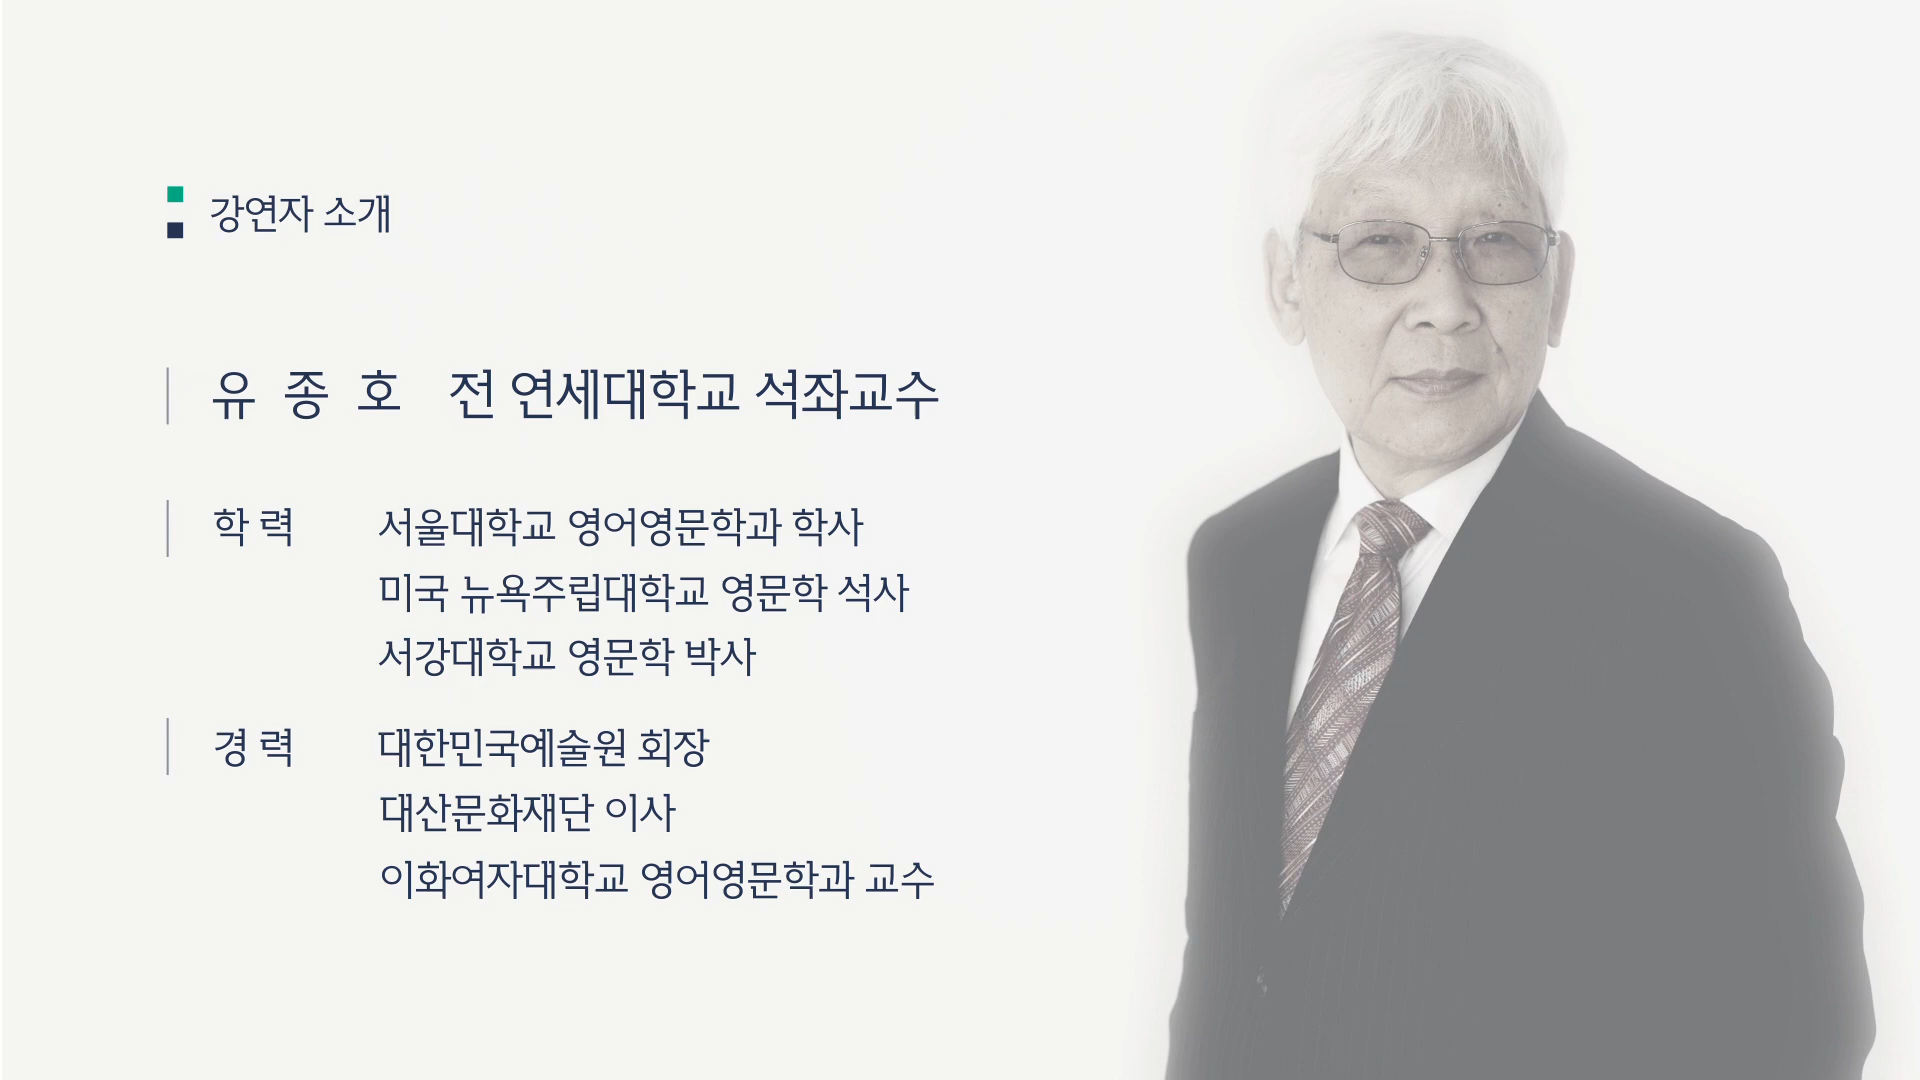 강연자 소개
유 종 호 전 연세대학교 석좌교수
학 력 서울대학교 영어영문학과 학사
미국 뉴욕주립대학교 영문학 석사
서강대학교 영문학 박사
경 력 대한민국예술원 회장
대산문화재단 이사
이화여자대학교 영어영문학과 교수